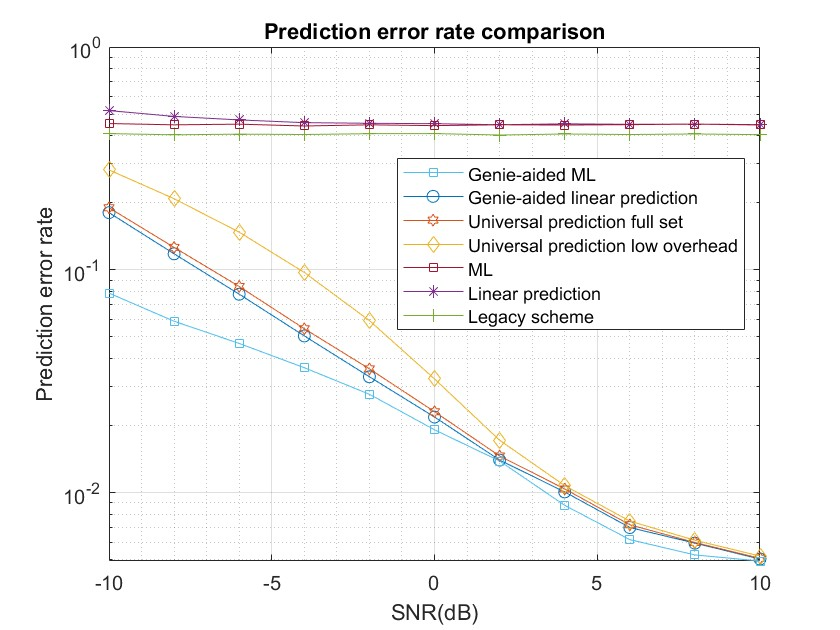 Prediction error rate comparison
10^0
10^-1
10^-2
Prediction error rate
Genie-aided ML
Genie-aided linear prediction
Universal prediction full set
Universal prediction low overhead
ML
Linear prediction
Legacy scheme
-10 -5 0 5 10
SNR(dB)